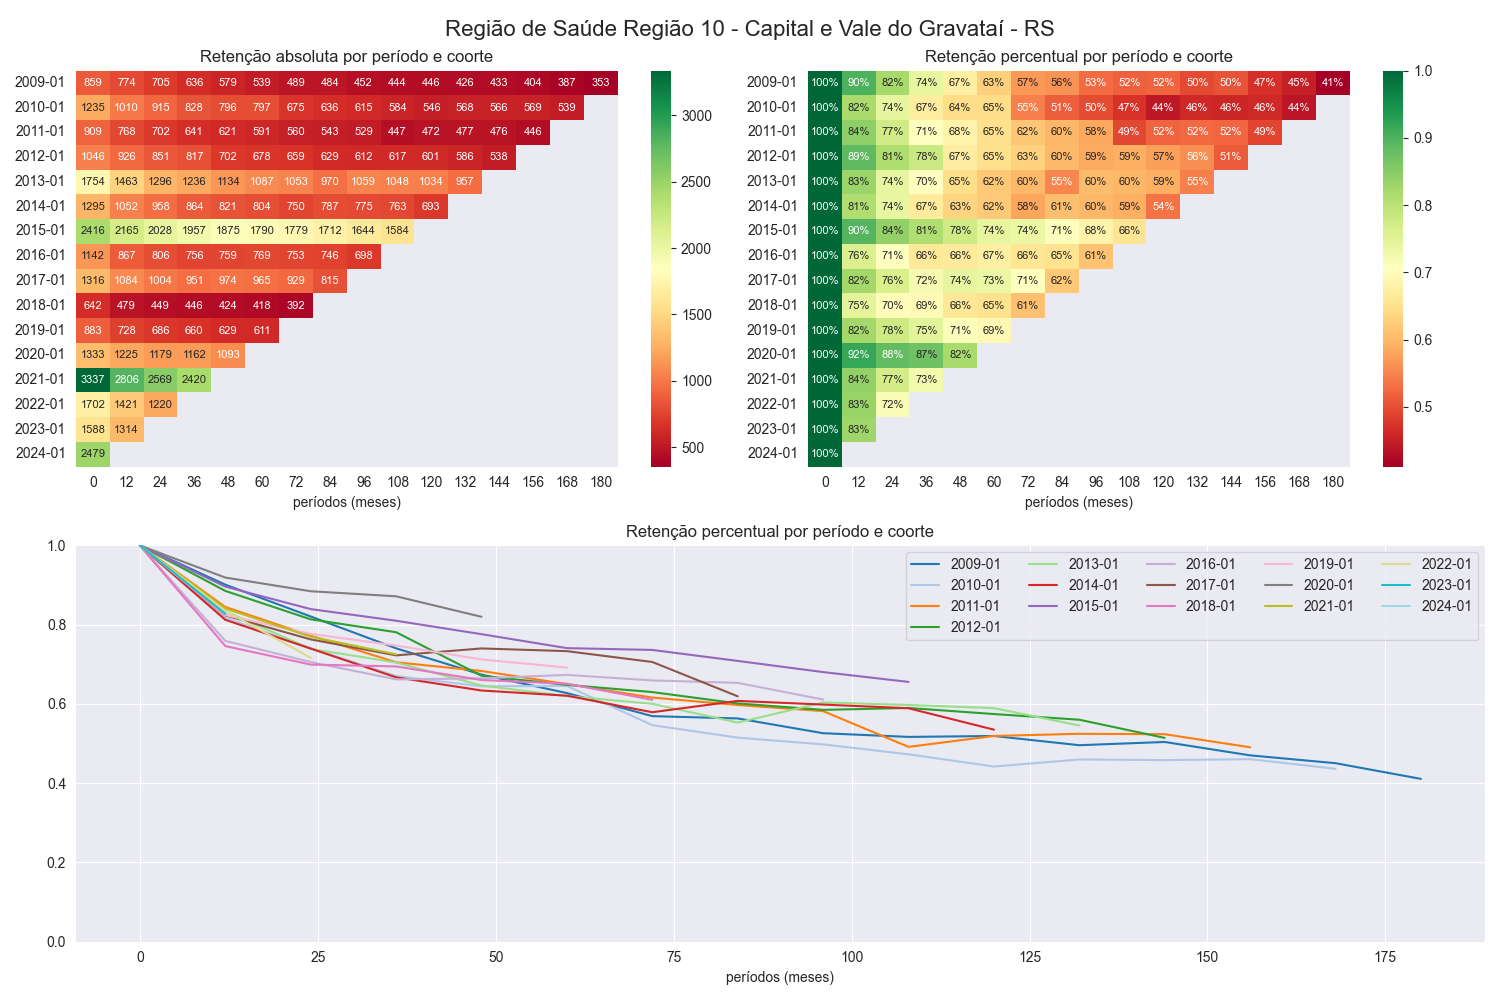 Região de Saúde Região 10 - Capital e Vale do Gravataí - RS
Retenção absoluta por período e coorte
2009-01 859 774 705 636 579 539 489 484 452 444 446 426 433 404 387 353
2010-01 1235 1010 915 828 796 797 675 636 615 584 546 568 566 569 539
2011-01 909 768 702 641 621 591 560 543 529 447 472 477 476 446
2012-01 1046 926 851 817 702 678 659 629 612 617 601 586 538
2013-01 1754 1463 1296 1236 1134 1087 1053 970 1059 1048 1034 957
2014-01 1295 1052 958 864 821 804 750 787 775 763 693
2015-01 2416 2165 2028 1957 1875 1790 1779 1712 1644 1584
2016-01 1142 867 806 756 759 769 753 746 698
2017-01 1316 1084 1004 951 974 965 929 815
2018-01 642 479 449 446 424 418 392
2019-01 883 728 686 660 629 611
2020-01 1333 1225 1179 1162 1093
2021-01 3337 2806 2569 2420
2022-01 1702 1421 1220
2023-01 1588 1314
2024-01 2479
0 12 24 36 48 60 72 84 96 108 120 132 144 156 168 180
períodos (meses)
3000
2500
2000
1500
1000
500
Retenção percentual por período e coorte
2009-01 100% 90% 82% 74% 67% 63% 57% 56% 53% 52% 52% 50% 50% 47% 45% 41%
2010-01 100% 82% 74% 67% 64% 65% 55% 51% 50% 47% 44% 46% 46% 46% 44%
2011-01 100% 84% 77% 71% 68% 65% 62% 60% 58% 49% 52% 52% 52% 49%
2012-01 100% 89% 81% 78% 67% 65% 63% 60% 59% 59% 57% 56% 51%
2013-01 100% 83% 74% 70% 65% 62% 60% 55% 60% 60% 59% 55%
2014-01 100% 81% 74% 67% 63% 62% 58% 61% 60% 59% 54%
2015-01 100% 90% 84% 81% 78% 74% 74% 71% 68% 66%
2016-01 100% 76% 71% 66% 66% 67% 66% 65% 61%
2017-01 100% 82% 76% 72% 74% 73% 71% 62%
2018-01 100% 75% 70% 69% 66% 65% 61%
2019-01 100% 82% 78% 75% 71% 69%
2020-01 100% 92% 88% 87% 82%
2021-01 100% 84% 77% 73%
2022-01 100% 83% 72%
2023-01 100% 83%
2024-01 100%
0 12 24 36 48 60 72 84 96 108 120 132 144 156 168 180
períodos (meses)
1.0
0.9
0.8
0.7
0.6
0.5
Retenção percentual por período e coorte
1.0
0.8
0.6
0.4
0.2
0.0
0 25 50 75 100 125 150 175
períodos (meses)
2009-01 2013-01 2016-01 2019-01 2022-01
2010-01 2014-01 2017-01 2020-01 2023-01
2011-01 2015-01 2018-01 2021-01 2024-01
2012-01